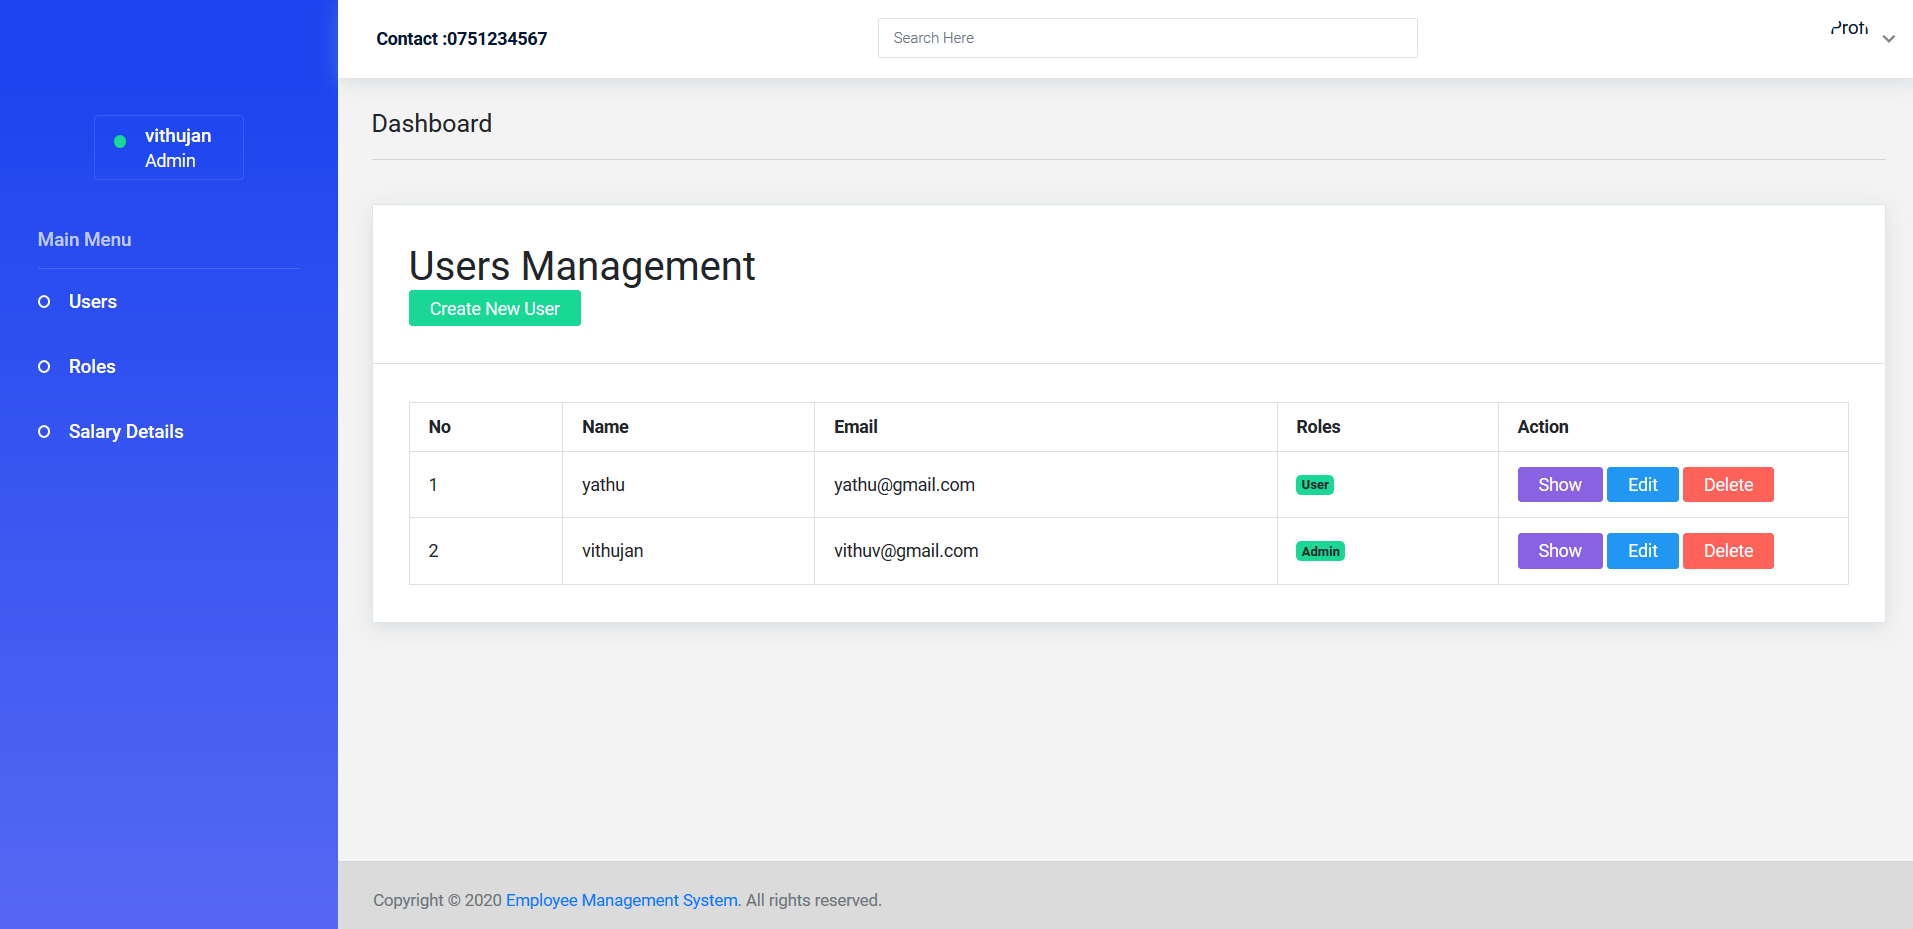 Contact :0751234567
Search Here
vithujan
Admin
Main Menu
Users
Roles
Salary Details
Dashboard
Users Management
Create New User
No Name Email Roles Action
1 yathu yathu@gmail.com User Show Edit Delete
2 vithujan vithuv@gmail.com Admin Show Edit Delete
Copyright © 2020 Employee Management System. All rights reserved.